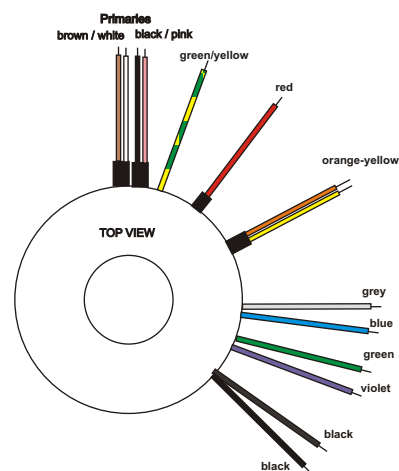 Primaries
brown / white
black / pink
green/yellow
red
orange-yellow
TOP VIEW
grey
blue
green
violet
black
black